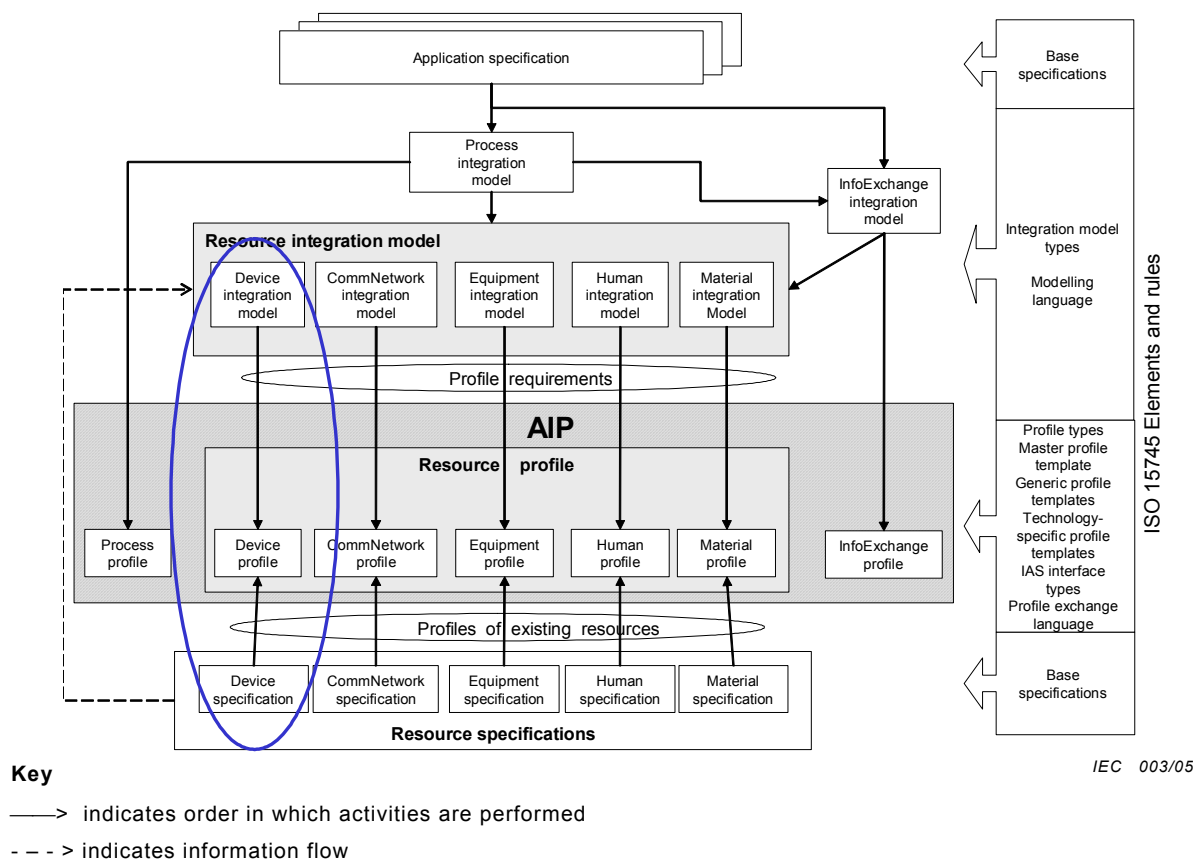 Application specification
Base
specifications
Process
integration
model
InfoExchange
integration
model
Resource integration model
Device
integration
model
CommNetwork
integration
model
Equipment
integration
model
Human
integration
model
Material
integration
Model
Integration model
types
Modelling
language
Profile requirements
AIP
Resource profile
Process
profile
Device
profile
CommNetwork
profile
Equipment
profile
Human
profile
Material
profile
InfoExchange
profile
Profile types
Master profile
template
Generic profile
templates
Technology-
specific profile
templates
IAS interface
types
Profile exchange
language
ISO 15745 Elements and rules
Profiles of existing resources
Device
specification
CommNetwork
specification
Equipment
specification
Human
specification
Material
specification
Resource specifications
Base
specifications
IEC 003/05
Key
——> indicates order in which activities are performed
- – - > indicates information flow